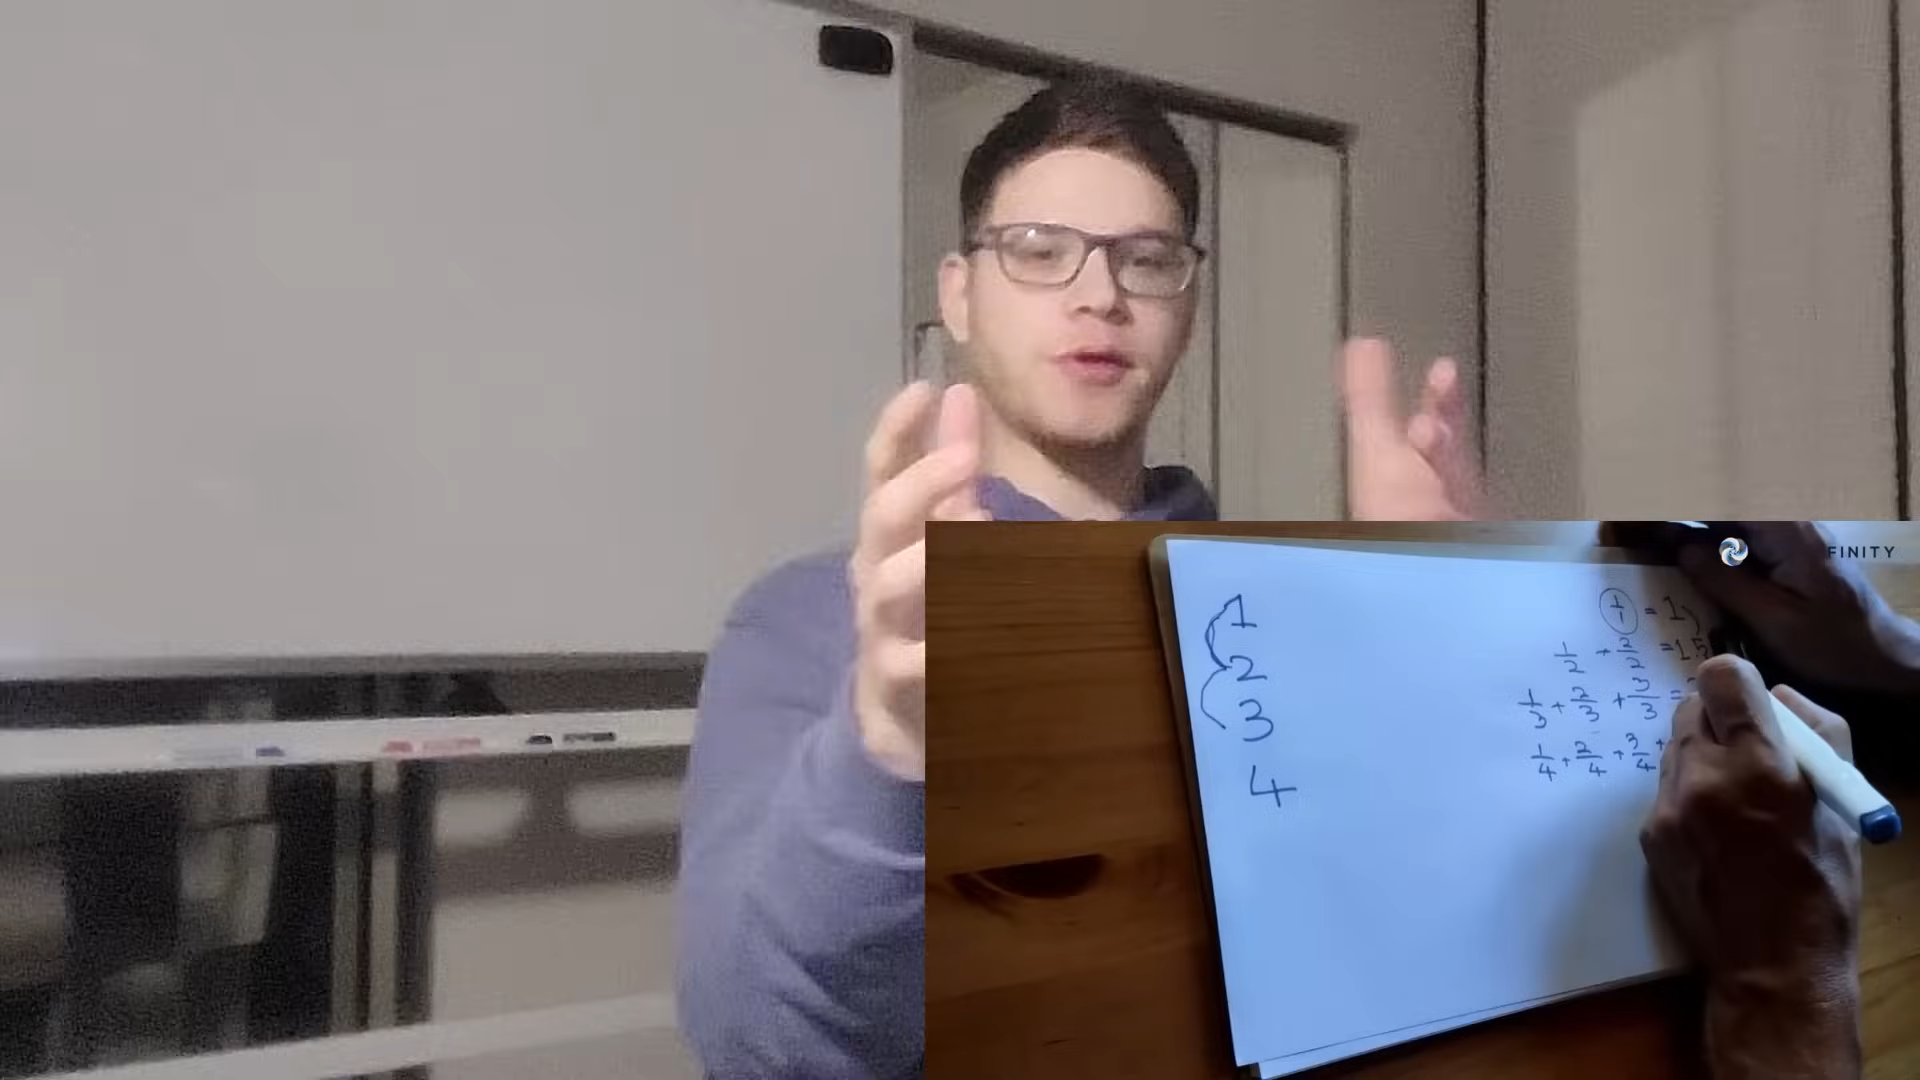 FINITY
1
2
3
4
1/1 = 1
1/2 + 2/2 = 1.5
1/3 + 2/3 + 3/3 =
1/4 + 2/4 + 3/4 +